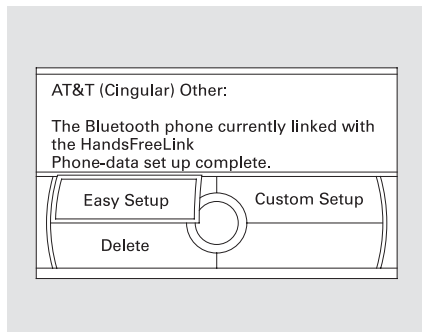 AT&T (Cingular) Other:
The Bluetooth phone currently linked with
the HandsFreeLink
Phone-data set up complete.
Easy Setup
Custom Setup
Delete